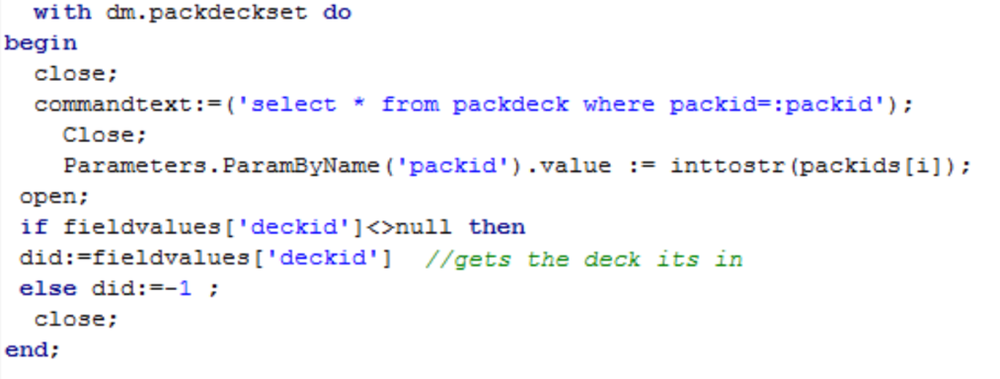 with dm.packdeckset do
begin
close;
commandtext:=('select * from packdeck where packid=:packid');
Close;
Parameters.ParamByName('packid').value := inttostr(packids[i]);
open;
if fieldvalues['deckid']<>null then
did:=fieldvalues['deckid']  //gets the deck its in
else did:=-1 ;
close;
end;